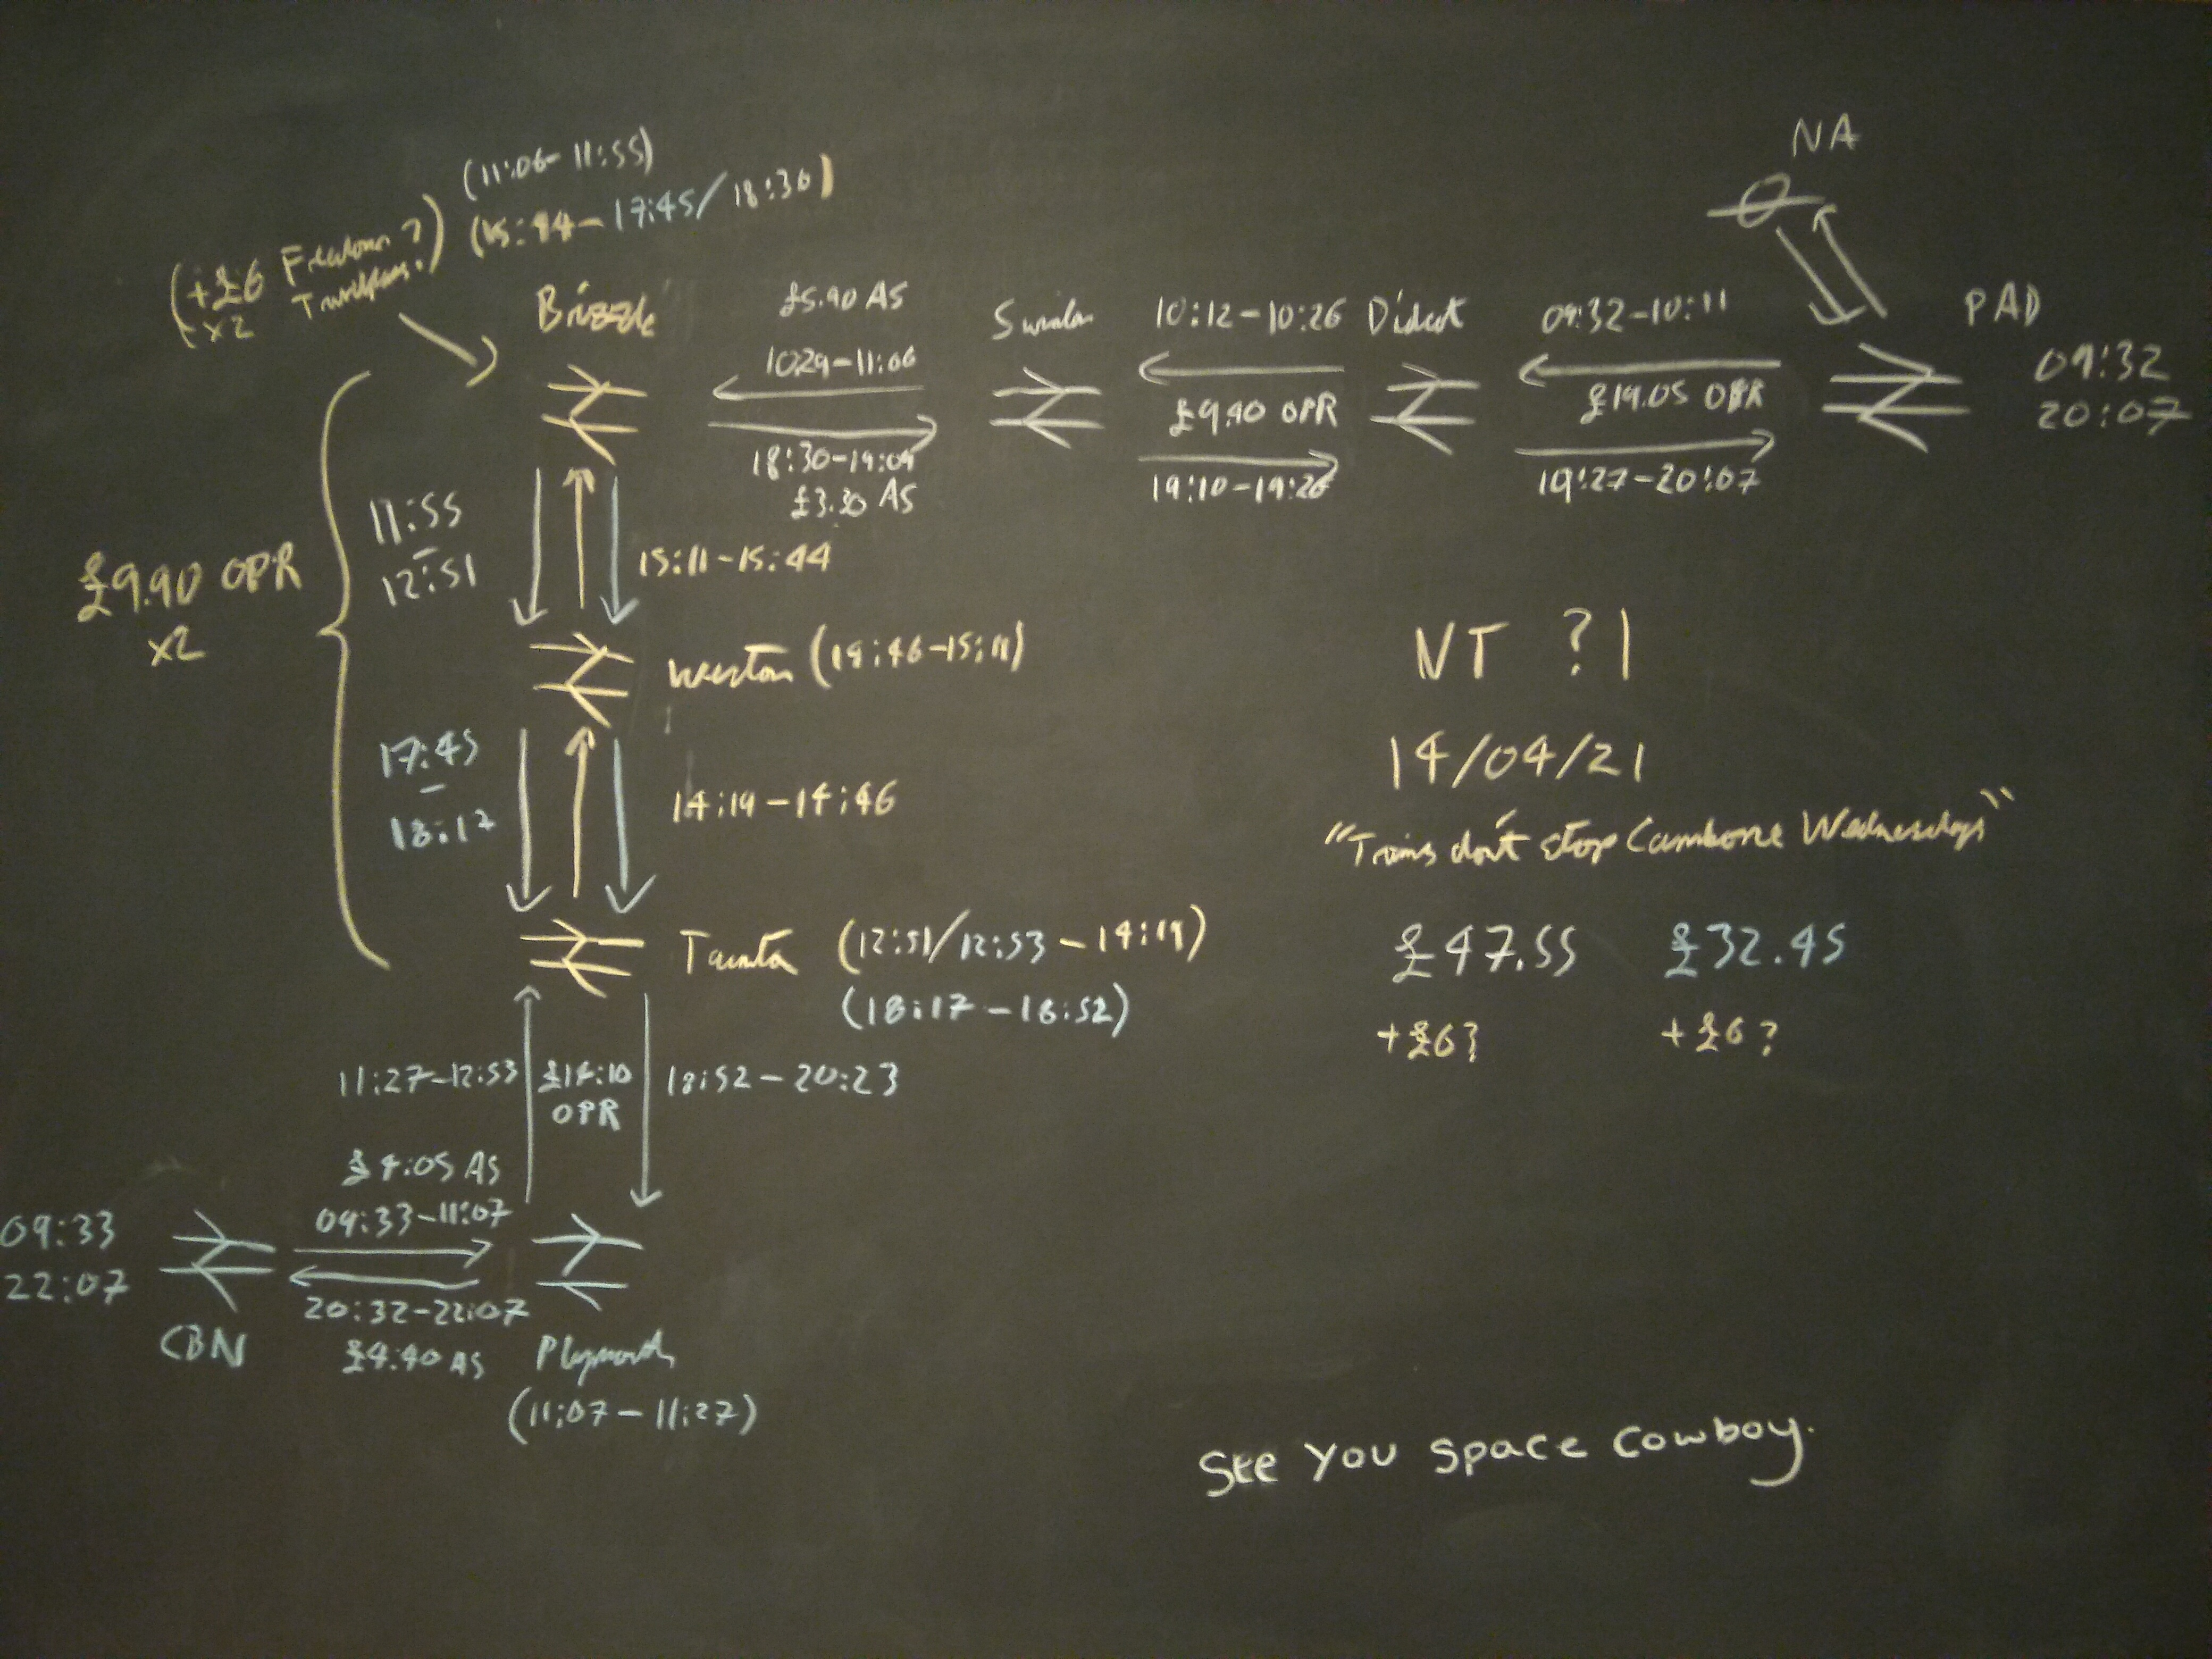 NA
(11:06-11:55)
(15:44-17:45/18:30)
(+£6 Freedom?
x2 Travelpass?)
Brizzle
£5.90 AS
10:29-11:06
18:30-19:09
£3.30 AS
Swindon
10:12-10:26
£9.90 OPR
19:10-19:26
Didcot
09:32-10:11
£19.05 OPR
19:27-20:07
PAD
09:32
20:07
£9.90 OPR
x2
11:55
-
12:51
15:11-15:44
Weston (14:46-15:11)
17:45
-
18:17
14:19-14:46
Taunta (12:51/12:53-14:19)
(18:17-18:52)
11:27-12:53
£14:10
OPR
18:52-20:23
£4:05 AS
09:33-11:07
09:33
22:07
CBN
20:32-22:07
£4:40 AS
Plymouth
(11:07-11:27)
NT ?!
14/04/21
"Trains don't stop Camborne Wednesdays"
£47.55 £32.45
+£6? +£6?
See you space cowboy.